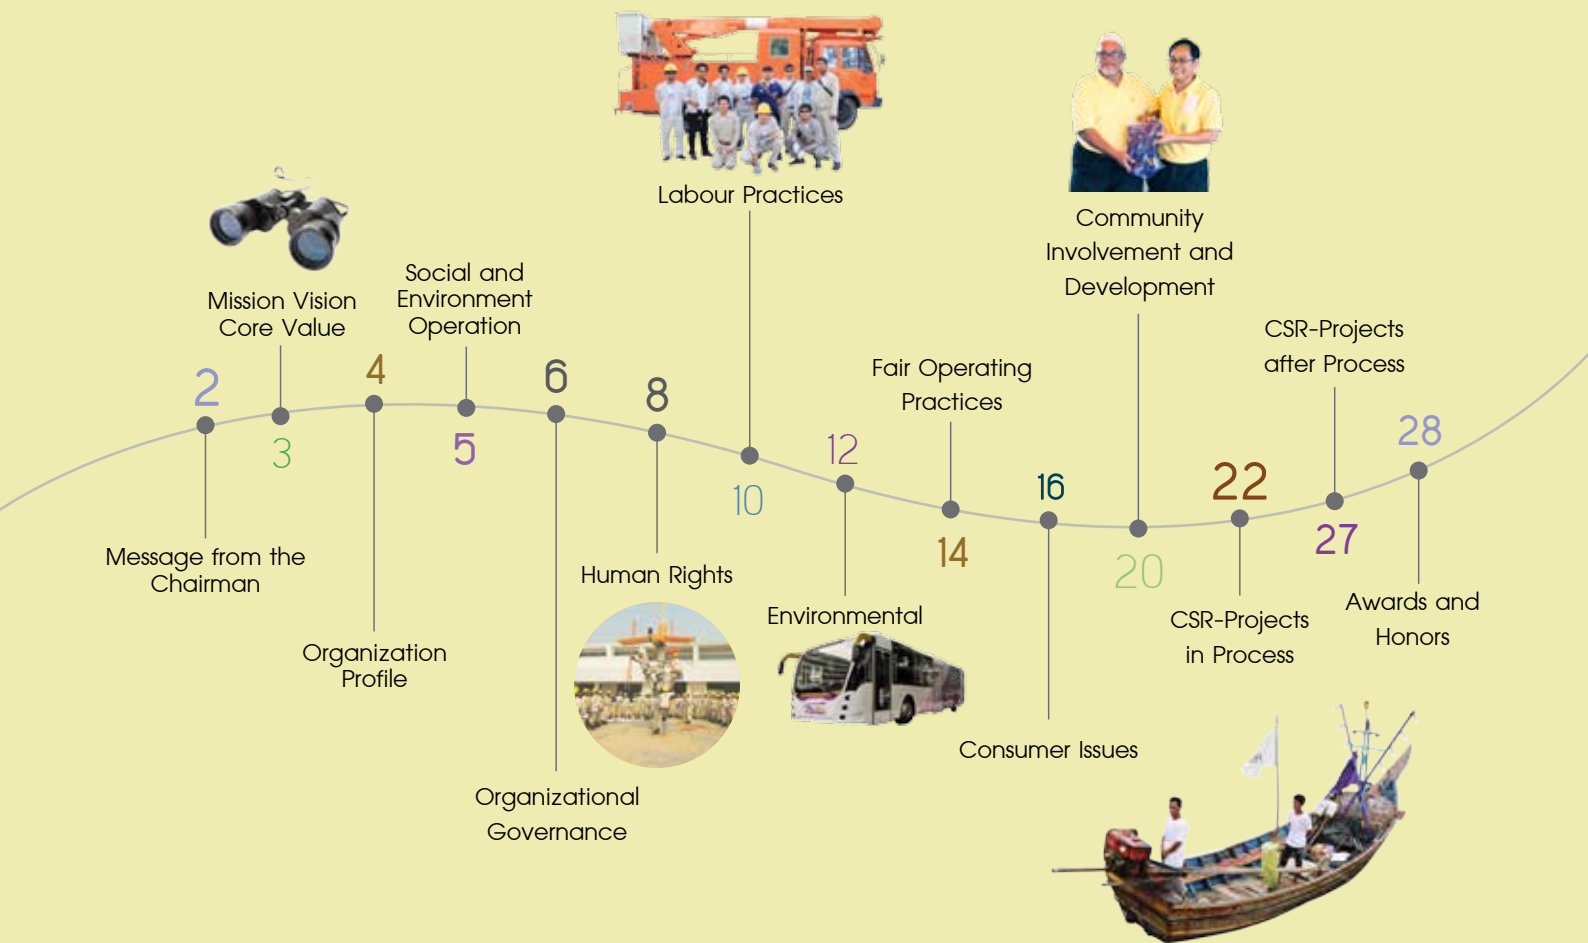 2
Message from the
Chairman
Mission Vision
Core Value
3
4
Organization
Profile
Social and
Environment
Operation
5
6
Organizational
Governance
8
Human Rights
Labour Practices
10
12
Environmental
Fair Operating
Practices
14
16
Consumer Issues
Community
Involvement and
Development
20
22
CSR-Projects
in Process
CSR-Projects
after Process
27
28
Awards and
Honors